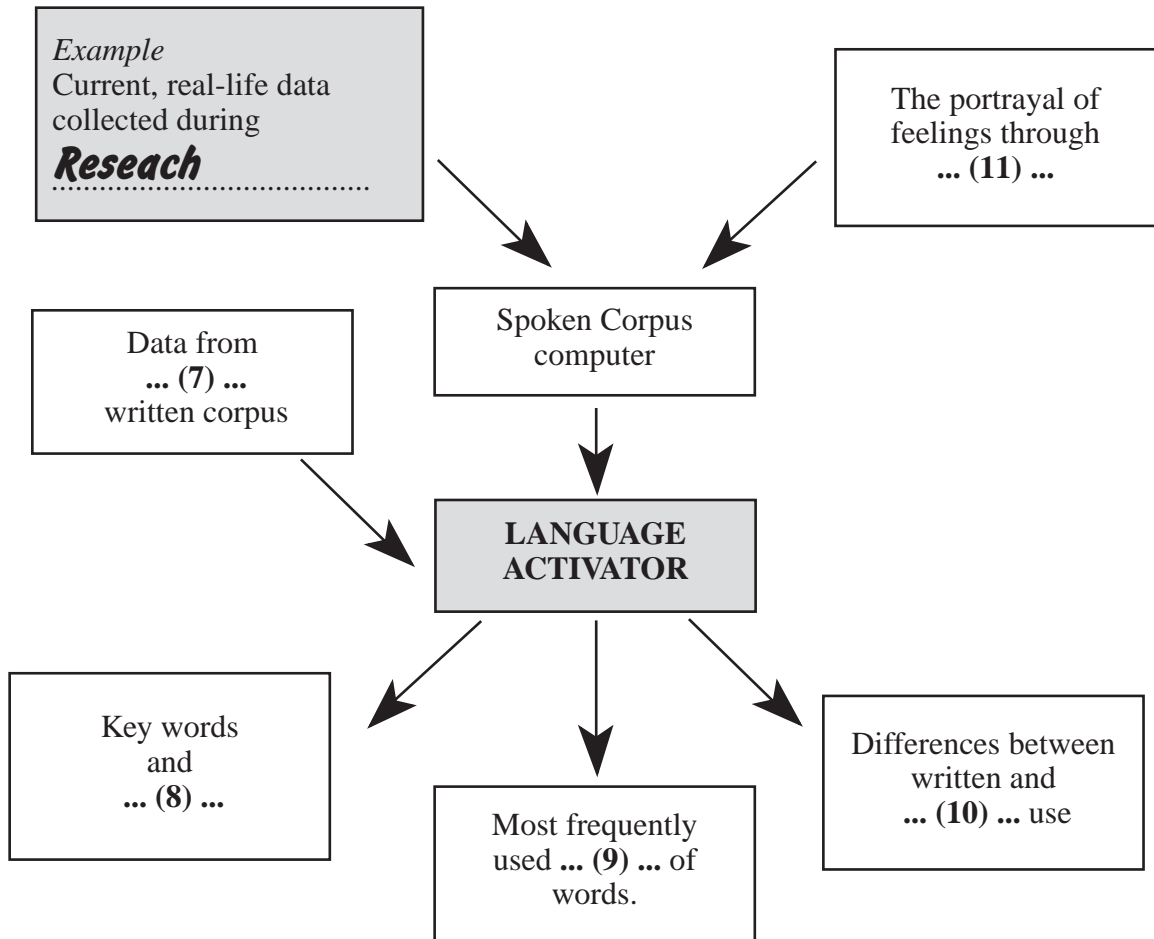 Example
Current, real-life data
collected during
Reseach
The portrayal of
feelings through
... (11) ...
Spoken Corpus
computer
Data from
... (7) ...
written corpus
LANGUAGE
ACTIVATOR
Key words
and
... (8) ...
Most frequently
used ... (9) ... of
words.
Differences between
written and
... (10) ... use